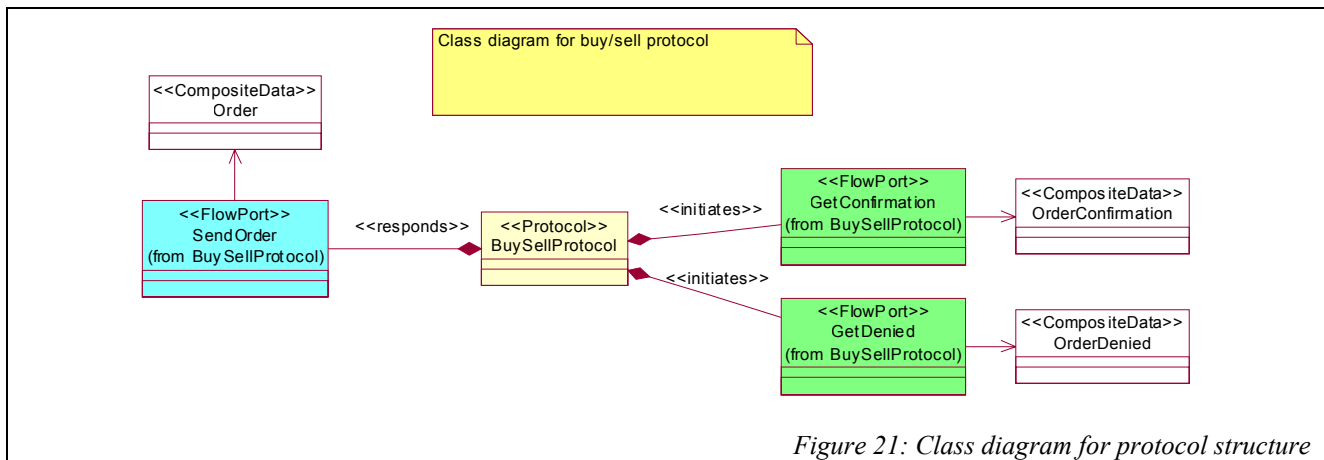 Class diagram for buy/sell protocol
<<CompositeData>>
Order
<<FlowPort>>
SendOrder
(from BuySellProtocol)
<<responds>>
<<Protocol>>
BuySellProtocol
<<initiates>>
<<initiates>>
<<FlowPort>>
GetConfirmation
(from BuySellProtocol)
<<CompositeData>>
OrderConfirmation
<<FlowPort>>
GetDenied
(from BuySellProtocol)
<<CompositeData>>
OrderDenied
Figure 21: Class diagram for protocol structure